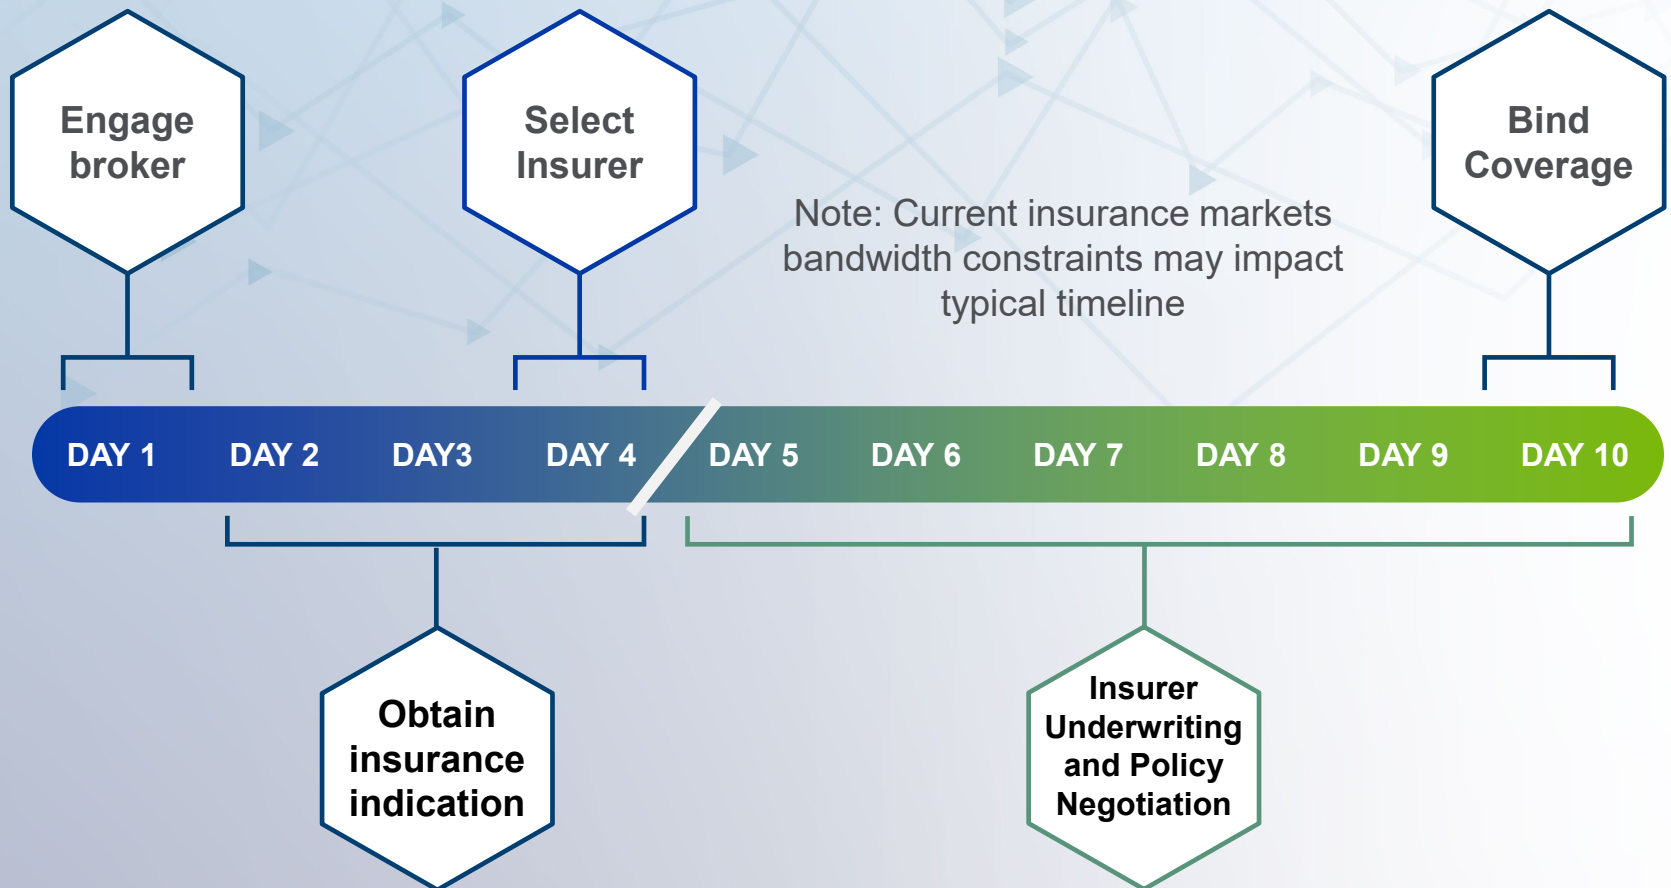 Engage
broker
Select
Insurer
Bind
Coverage
Note: Current insurance markets
bandwidth constraints may impact
typical timeline
DAY 1 DAY 2 DAY3 DAY 4 DAY 5 DAY 6 DAY 7 DAY 8 DAY 9 DAY 10
Obtain
insurance
indication
Insurer
Underwriting
and Policy
Negotiation